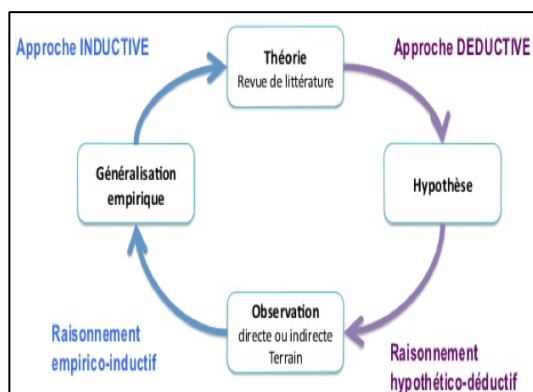 Approche INDUCTIVE
Théorie
Revue de littérature
Approche DEDUCTIVE
Généralisation
empirique
Hypothèse
Observation
directe ou indirecte
Terrain
Raisonnement
empirico-inductif
Raisonnement
hypothético-déductif